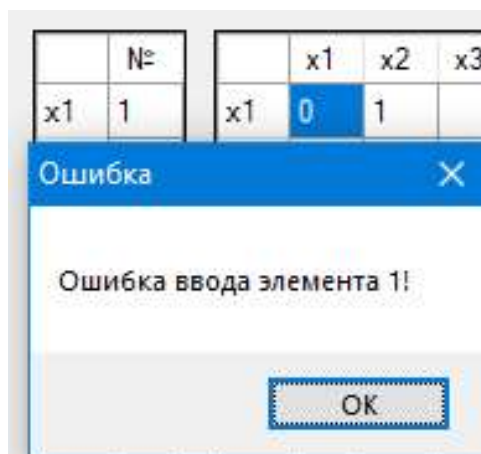 № x1 x2 x3
x1 1 x1 0 1
Ошибка
Ошибка ввода элемента 1!
OK